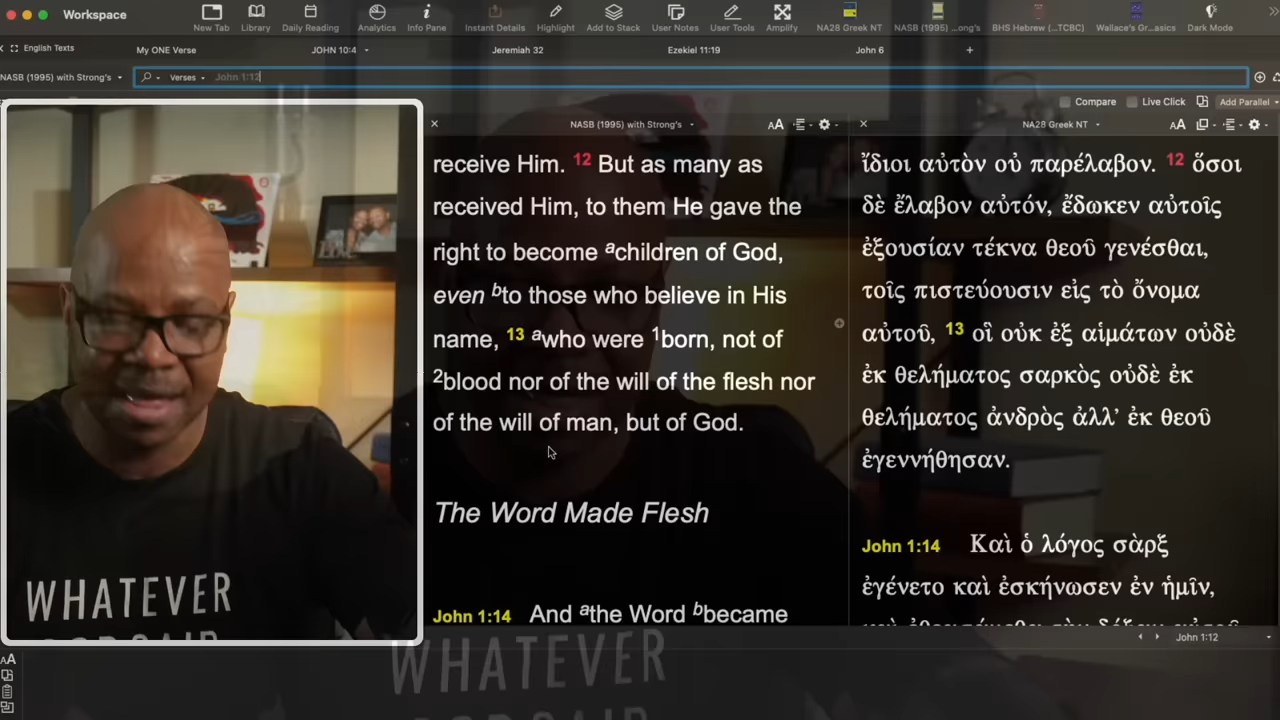 Workspace
New Tab
Library
Daily Reading
Analytics
Info Pane
Instant Details
Highlight
Add to Stack
User Notes
User Tools
Amplify
NA28 Greek NT
NASB (1995) ...ong's
BHS Hebrew (...TCBC)
Wallace's Gr...asics
Dark Mode
English Texts
My ONE Verse
JOHN 10:4
Jeremiah 32
Ezekiel 11:19
John 6
NASB (1995) with Strong's
Verses
John 1:12
Compare
Live Click
Add Parallel
NASB (1995) with Strong's
receive Him. 12 But as many as
received Him, to them He gave the
right to become achildren of God,
even bto those who believe in His
name, 13 awho were 1born, not of
2blood nor of the will of the flesh nor
of the will of man, but of God.
The Word Made Flesh
John 1:14 And athe Word bbecame
NA28 Greek NT
ἴδιοι αὐτὸν οὐ παρέλαβον. 12 ὅσοι
δὲ ἔλαβον αὐτόν, ἔδωκεν αὐτοῖς
ἐξουσίαν τέκνα θεοῦ γενέσθαι,
τοῖς πιστεύουσιν εἰς τὸ ὄνομα
αὐτοῦ, 13 οἳ οὐκ ἐξ αἱμάτων οὐδὲ
ἐκ θελήματος σαρκὸς οὐδὲ ἐκ
θελήματος ἀνδρὸς ἀλλ’ ἐκ θεοῦ
ἐγεννήθησαν.
John 1:14 Καὶ ὁ λόγος σὰρξ
ἐγένετο καὶ ἐσκήνωσεν ἐν ἡμῖν,
John 1:12
WHATEVER
WHATEVER